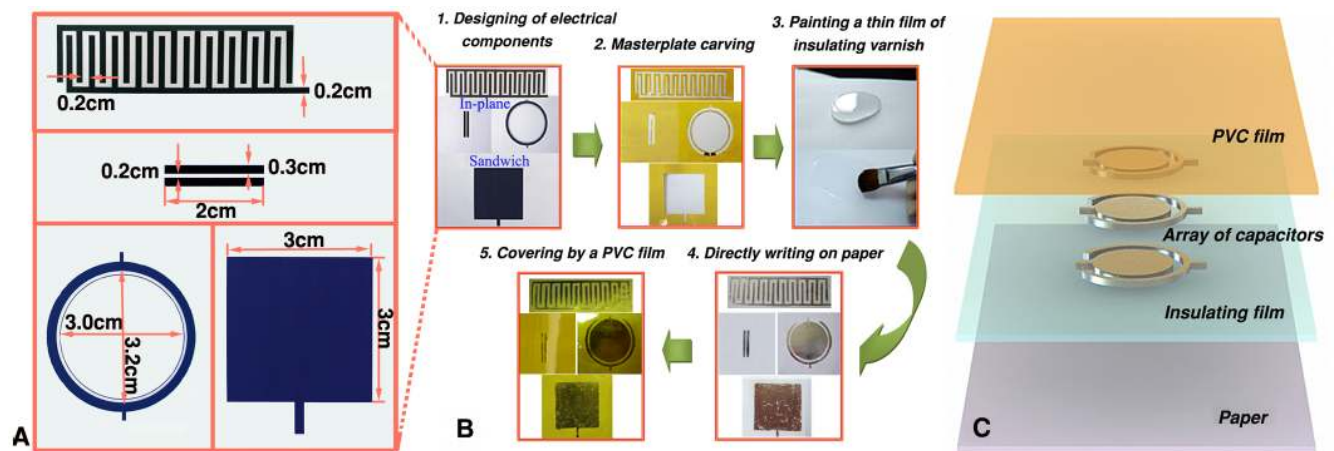 0.2cm
0.2cm
0.2cm
0.3cm
2cm
3.0cm
3.2cm
3cm
3cm
A
1. Designing of electrical
components
In-plane
Sandwich
2. Masterplate carving
3. Painting a thin film of
insulating varnish
5. Covering by a PVC film
4. Directly writing on paper
B
PVC film
Array of capacitors
Insulating film
Paper
C